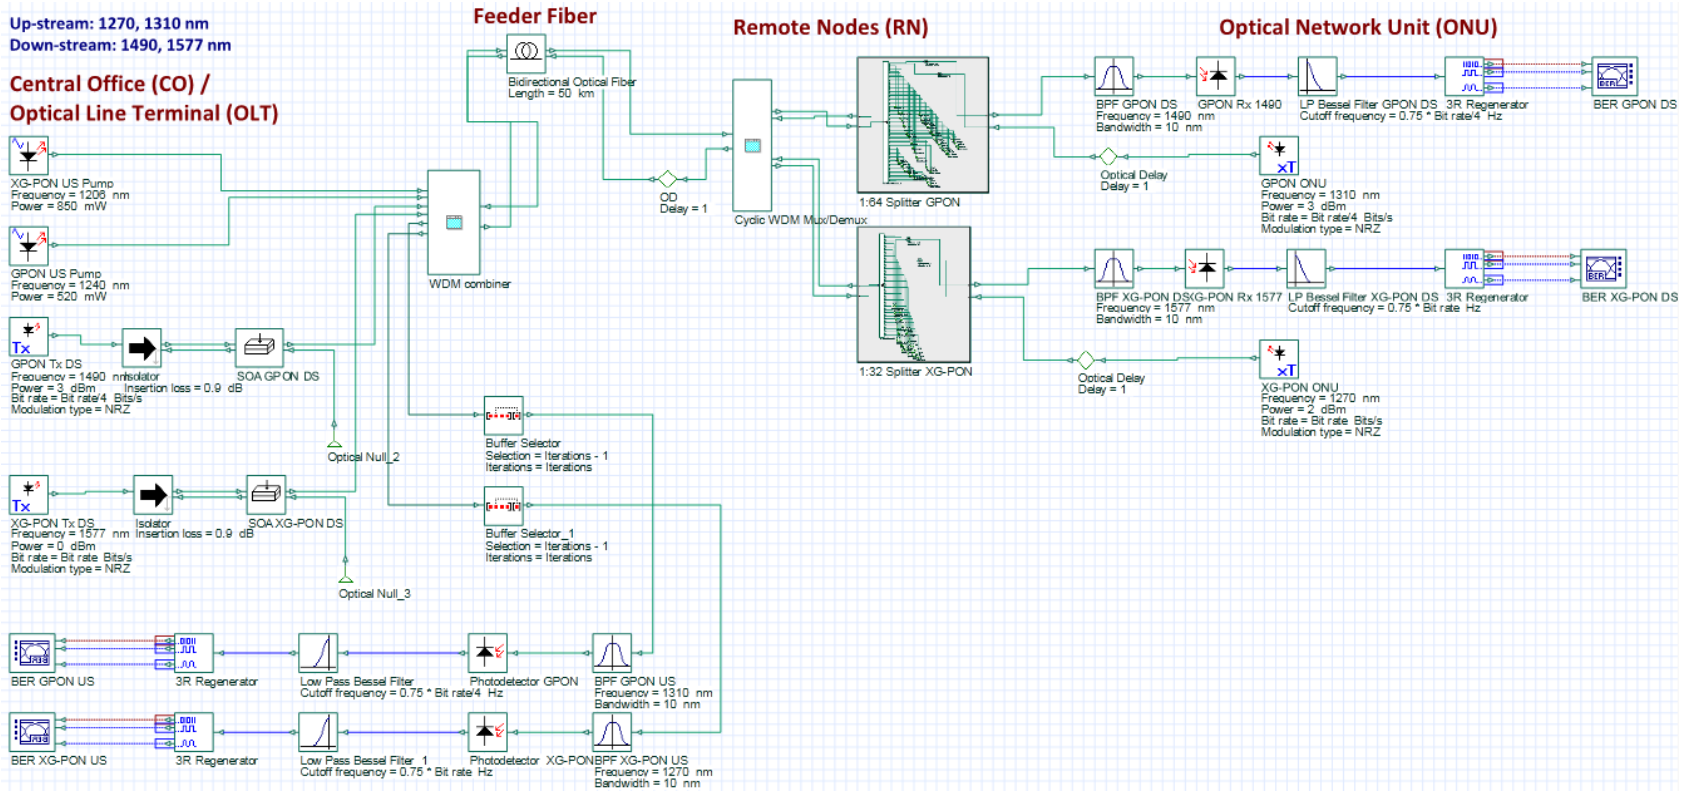 Up-stream: 1270, 1310 nm
Down-stream: 1490, 1577 nm
Central Office (CO) /
Optical Line Terminal (OLT)
Feeder Fiber
Remote Nodes (RN)
Optical Network Unit (ONU)
Bidirectional Optical Fiber
Length = 50 km
XG-PON US Pump
Frequency = 1206 nm
Power = 850 mW
GPON US Pump
Frequency = 1240 nm
Power = 520 mW
Tx
GPON Tx DS
Frequency = 1490 nm
Power = 3 dBm
Bit rate = Bit rate/4 Bits/s
Modulation type = NRZ
Isolator
Insertion loss = 0.9 dB
SOA GPON DS
Optical Null_2
Tx
XG-PON Tx DS
Frequency = 1577 nm
Power = 0 dBm
Bit rate = Bit rate Bits/s
Modulation type = NRZ
Isolator
Insertion loss = 0.9 dB
SOA XG-PON DS
Optical Null_3
WDM combiner
OD
Delay = 1
Cyclic WDM Mux/Demux
1:64 Splitter GPON
1:32 Splitter XG-PON
BPF GPON DS
Frequency = 1490 nm
Bandwidth = 10 nm
GPON Rx 1490
LP Bessel Filter GPON DS
Cutoff frequency = 0.75 * Bit rate/4 Hz
3R Regenerator
BER GPON DS
Optical Delay
Delay = 1
GPON ONU
Frequency = 1310 nm
Power = 3 dBm
Bit rate = Bit rate/4 Bits/s
Modulation type = NRZ
BPF XG-PON DS
Frequency = 1577 nm
Bandwidth = 10 nm
XG-PON Rx 1577
LP Bessel Filter XG-PON DS
Cutoff frequency = 0.75 * Bit rate Hz
3R Regenerator
BER XG-PON DS
Optical Delay
Delay = 1
XG-PON ONU
Frequency = 1270 nm
Power = 2 dBm
Bit rate = Bit rate Bits/s
Modulation type = NRZ
Buffer Selector
Selection = Iterations - 1
Iterations = Iterations
Buffer Selector_1
Selection = Iterations - 1
Iterations = Iterations
BER GPON US
3R Regenerator
Low Pass Bessel Filter
Cutoff frequency = 0.75 * Bit rate/4 Hz
Photodetector GPON
BPF GPON US
Frequency = 1310 nm
Bandwidth = 10 nm
BER XG-PON US
3R Regenerator
Low Pass Bessel Filter_1
Cutoff frequency = 0.75 * Bit rate Hz
Photodetector XG-PON
BPF XG-PON US
Frequency = 1270 nm
Bandwidth = 10 nm